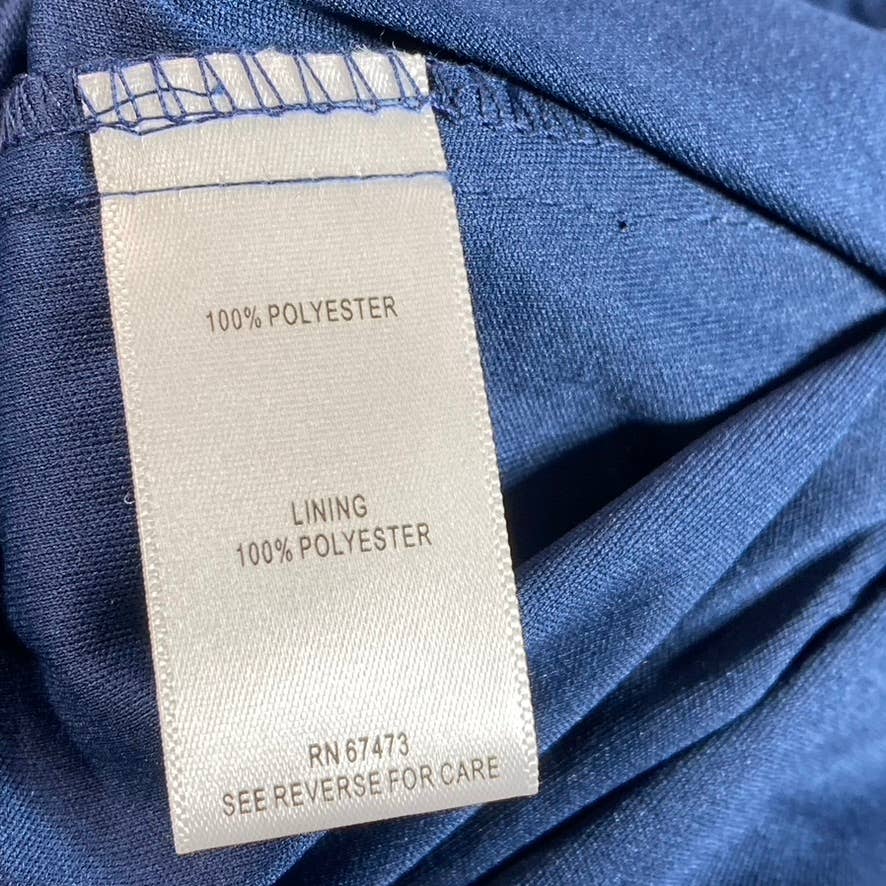 100% POLYESTER
LINING
100% POLYESTER
RN 67473
SEE REVERSE FOR CARE